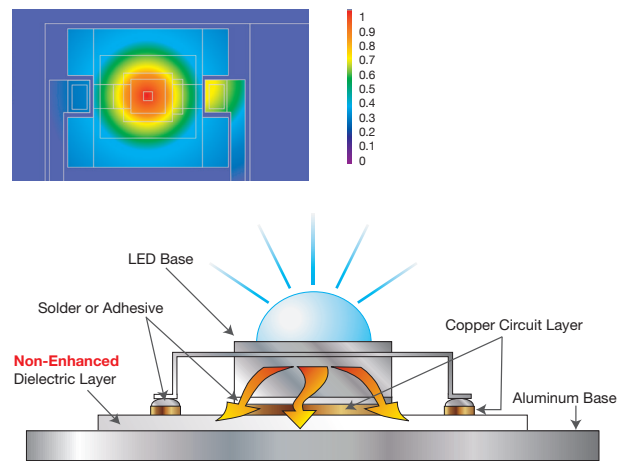 1
0.9
0.8
0.7
0.6
0.5
0.4
0.3
0.2
0.1
0
LED Base
Solder or Adhesive
Copper Circuit Layer
Non-Enhanced
Dielectric Layer
Aluminum Base